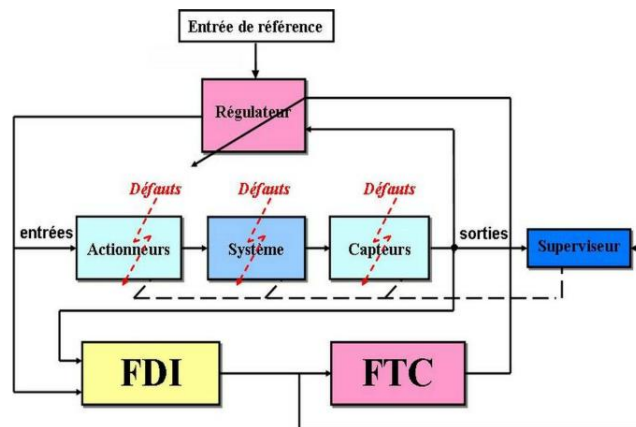 Entrée de référence
Régulateur
Défauts
Défauts
Défauts
entrées
Actionneurs
Système
Capteurs
sorties
Superviseur
FDI
FTC